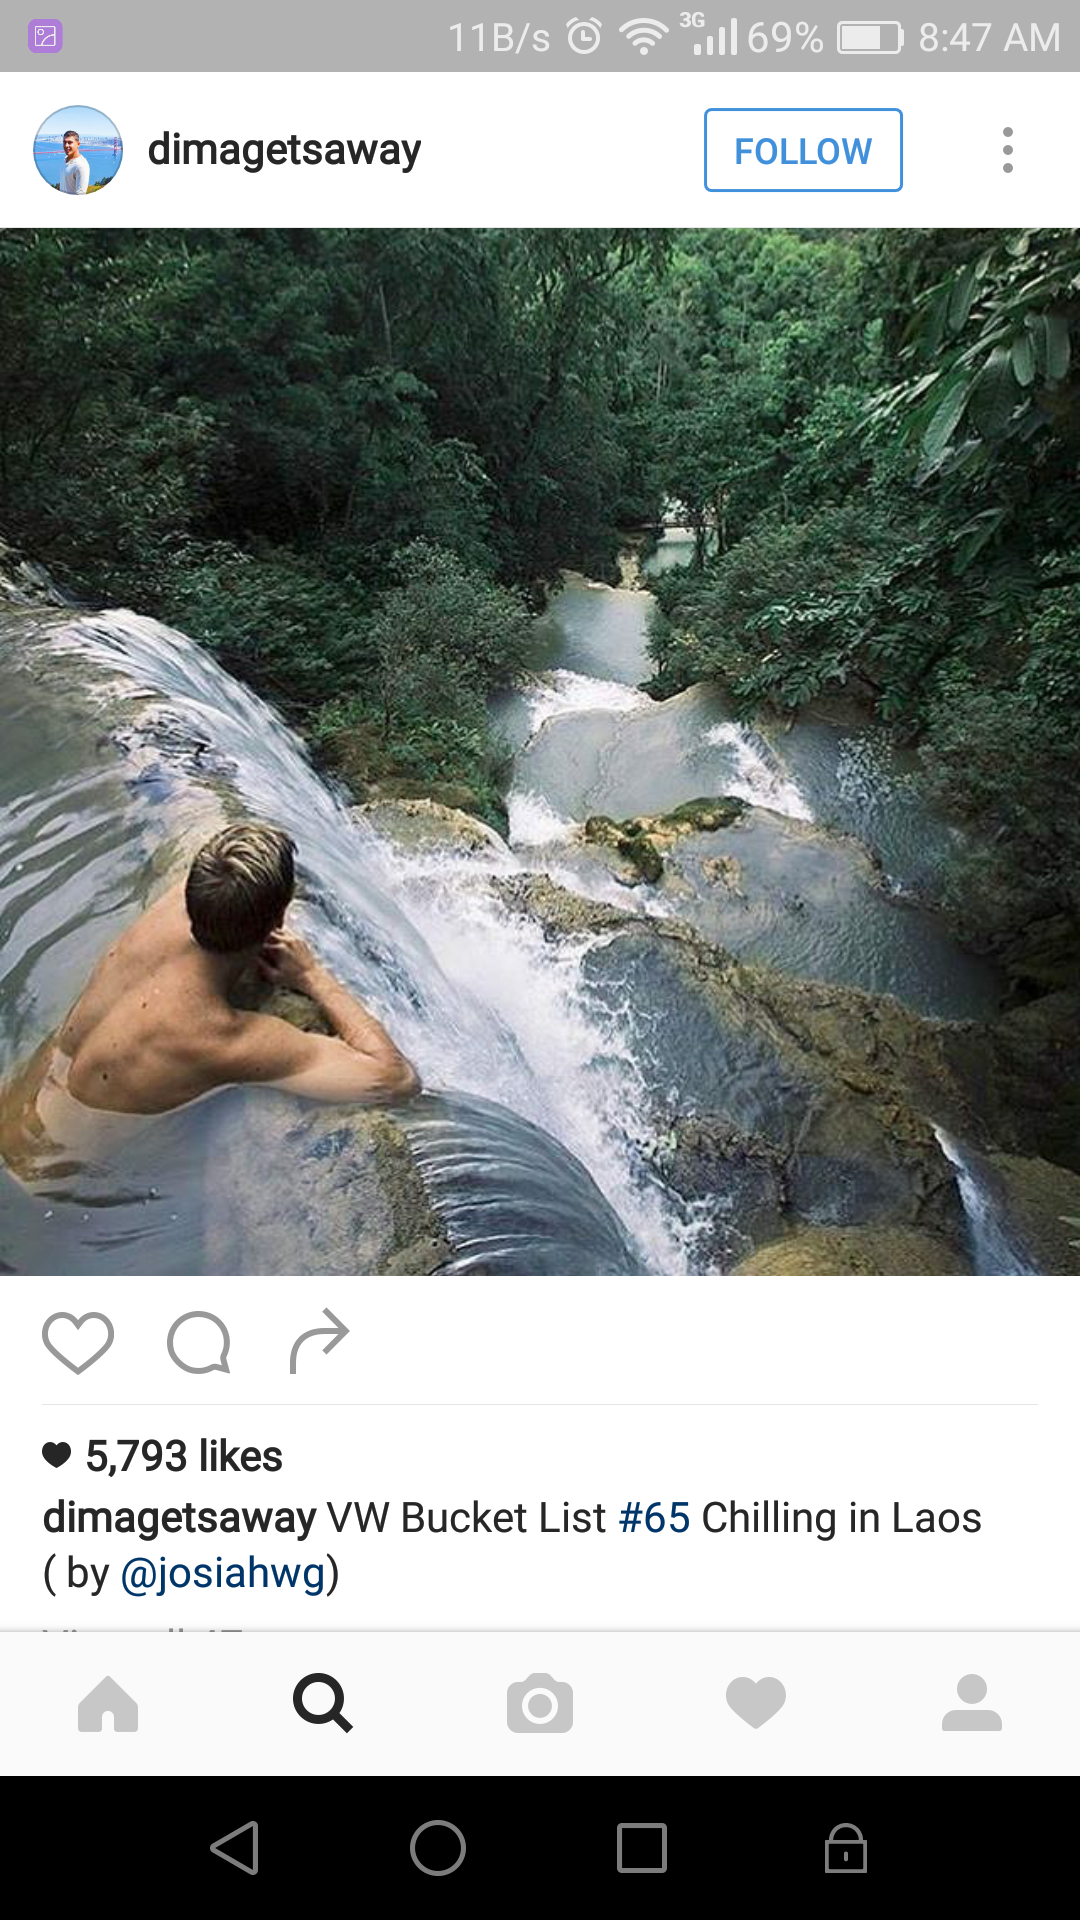 11B/s 3G 69% 8:47 AM
dimagetsaway FOLLOW
5,793 likes
dimagetsaway VW Bucket List #65 Chilling in Laos
( by @josiahwg)